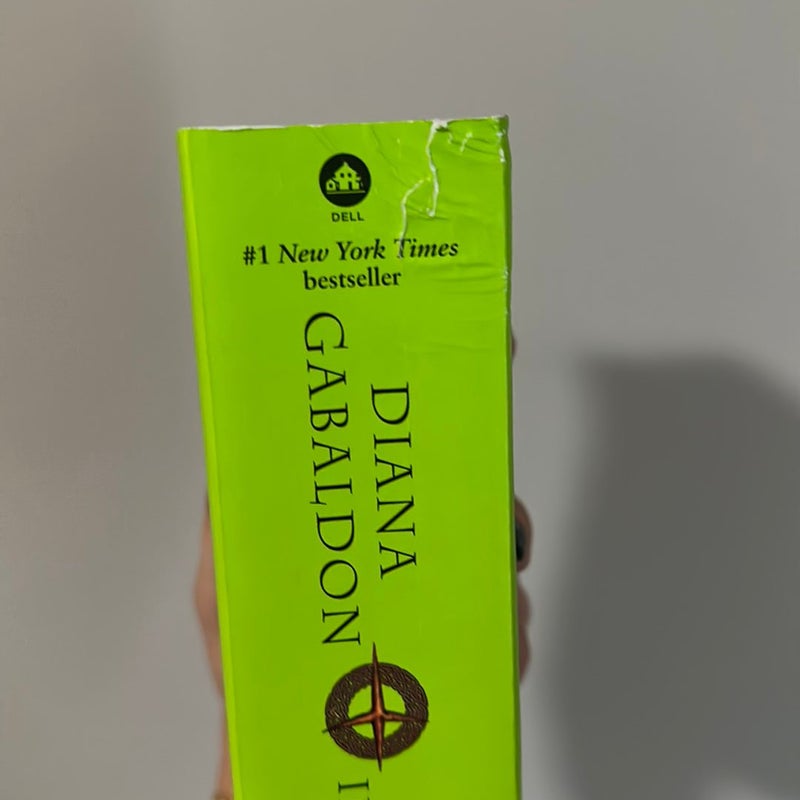 DELL
#1 New York Times
bestseller
DIANA
GABALDON